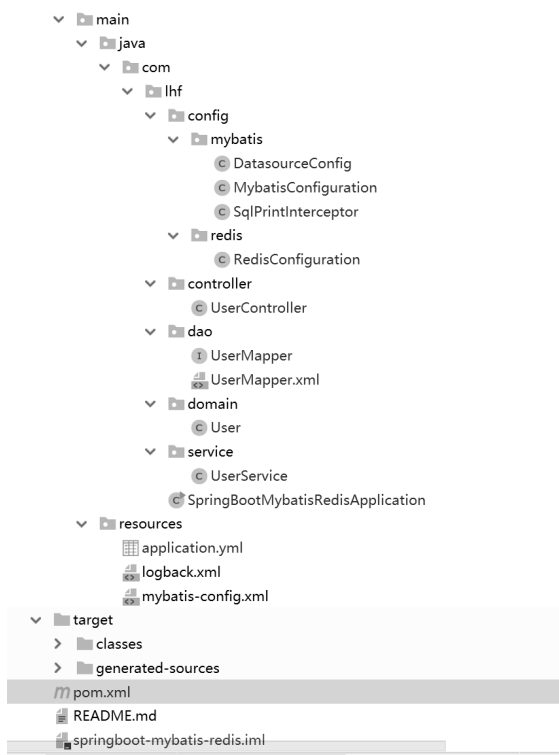 main
java
com
lhf
config
mybatis
DatasourceConfig
MybatisConfiguration
SqlPrintInterceptor
redis
RedisConfiguration
controller
UserController
dao
UserMapper
UserMapper.xml
domain
User
service
UserService
SpringBootMybatisRedisApplication
resources
application.yml
logback.xml
mybatis-config.xml
target
classes
generated-sources
pom.xml
README.md
springboot-mybatis-redis.iml